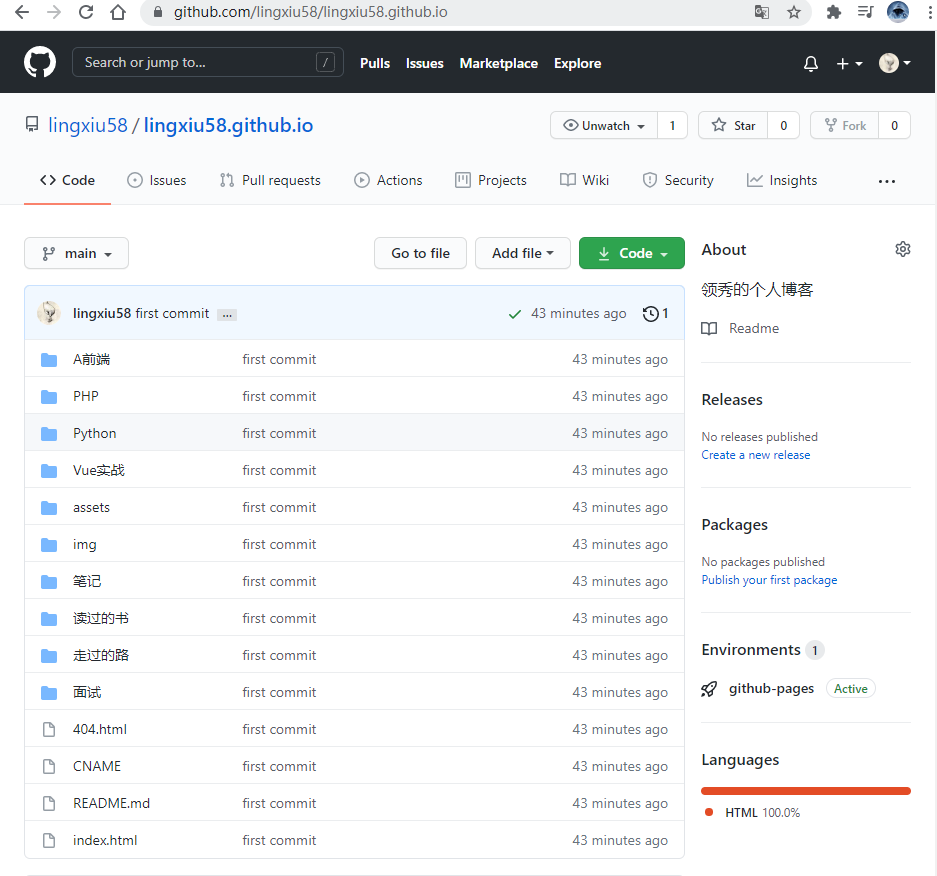 github.com/lingxiu58/lingxiu58.github.io
Search or jump to... / Pulls Issues Marketplace Explore
lingxiu58 / lingxiu58.github.io Unwatch 1 Star 0 Fork 0
Code Issues Pull requests Actions Projects Wiki Security Insights ...
main Go to file Add file Code
lingxiu58 first commit ... 43 minutes ago 1
A前端 first commit 43 minutes ago
PHP first commit 43 minutes ago
Python first commit 43 minutes ago
Vue实战 first commit 43 minutes ago
assets first commit 43 minutes ago
img first commit 43 minutes ago
笔记 first commit 43 minutes ago
读过的书 first commit 43 minutes ago
走过的路 first commit 43 minutes ago
面试 first commit 43 minutes ago
404.html first commit 43 minutes ago
CNAME first commit 43 minutes ago
README.md first commit 43 minutes ago
index.html first commit 43 minutes ago
About
领秀的个人博客
Readme
Releases
No releases published
Create a new release
Packages
No packages published
Publish your first package
Environments 1
github-pages Active
Languages
HTML 100.0%